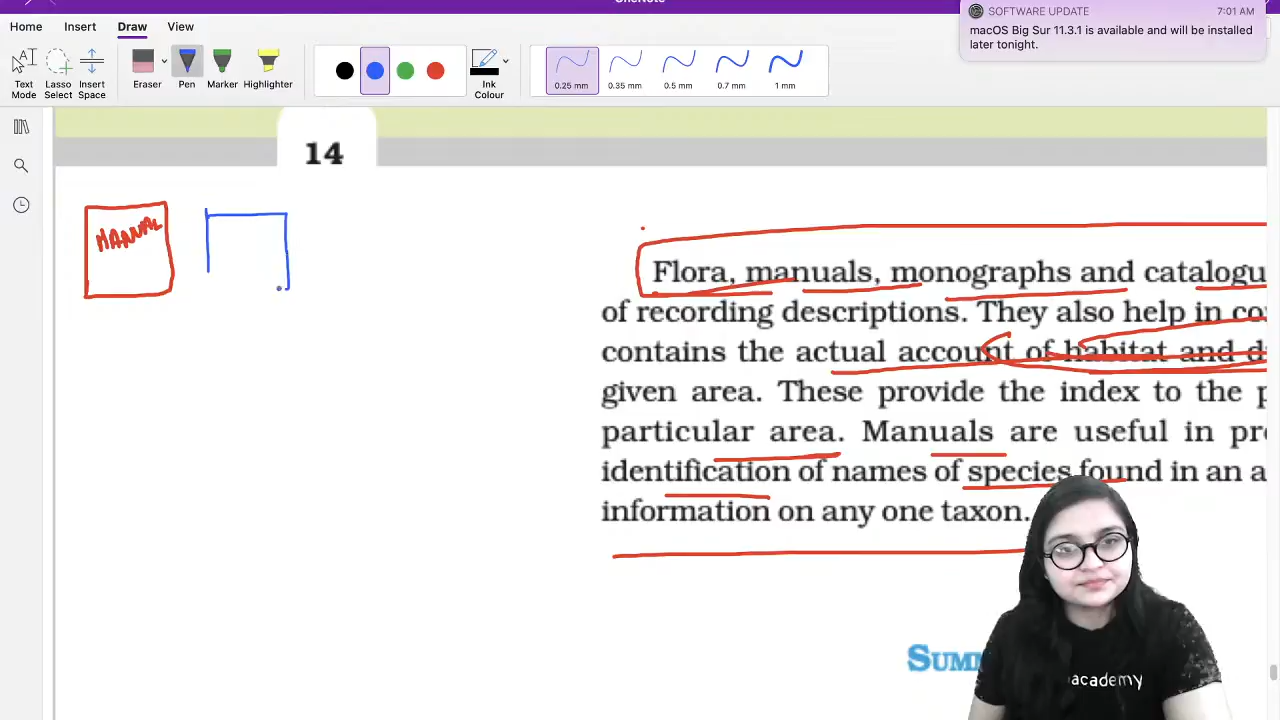 OneNote
SOFTWARE UPDATE 7:01 AM
macOS Big Sur 11.3.1 is available and will be installed
later tonight.
Home Insert Draw View
Text Mode Lasso Select Insert Space Eraser Pen Marker Highlighter Ink Colour 0.25 mm 0.35 mm 0.5 mm 0.7 mm 1 mm
14
MANUAL
Flora, manuals, monographs and catalogu
of recording descriptions. They also help in co
contains the actual account of habitat and d
given area. These provide the index to the p
particular area. Manuals are useful in pr
identification of names of species found in an a
information on any one taxon.
SUM
academy